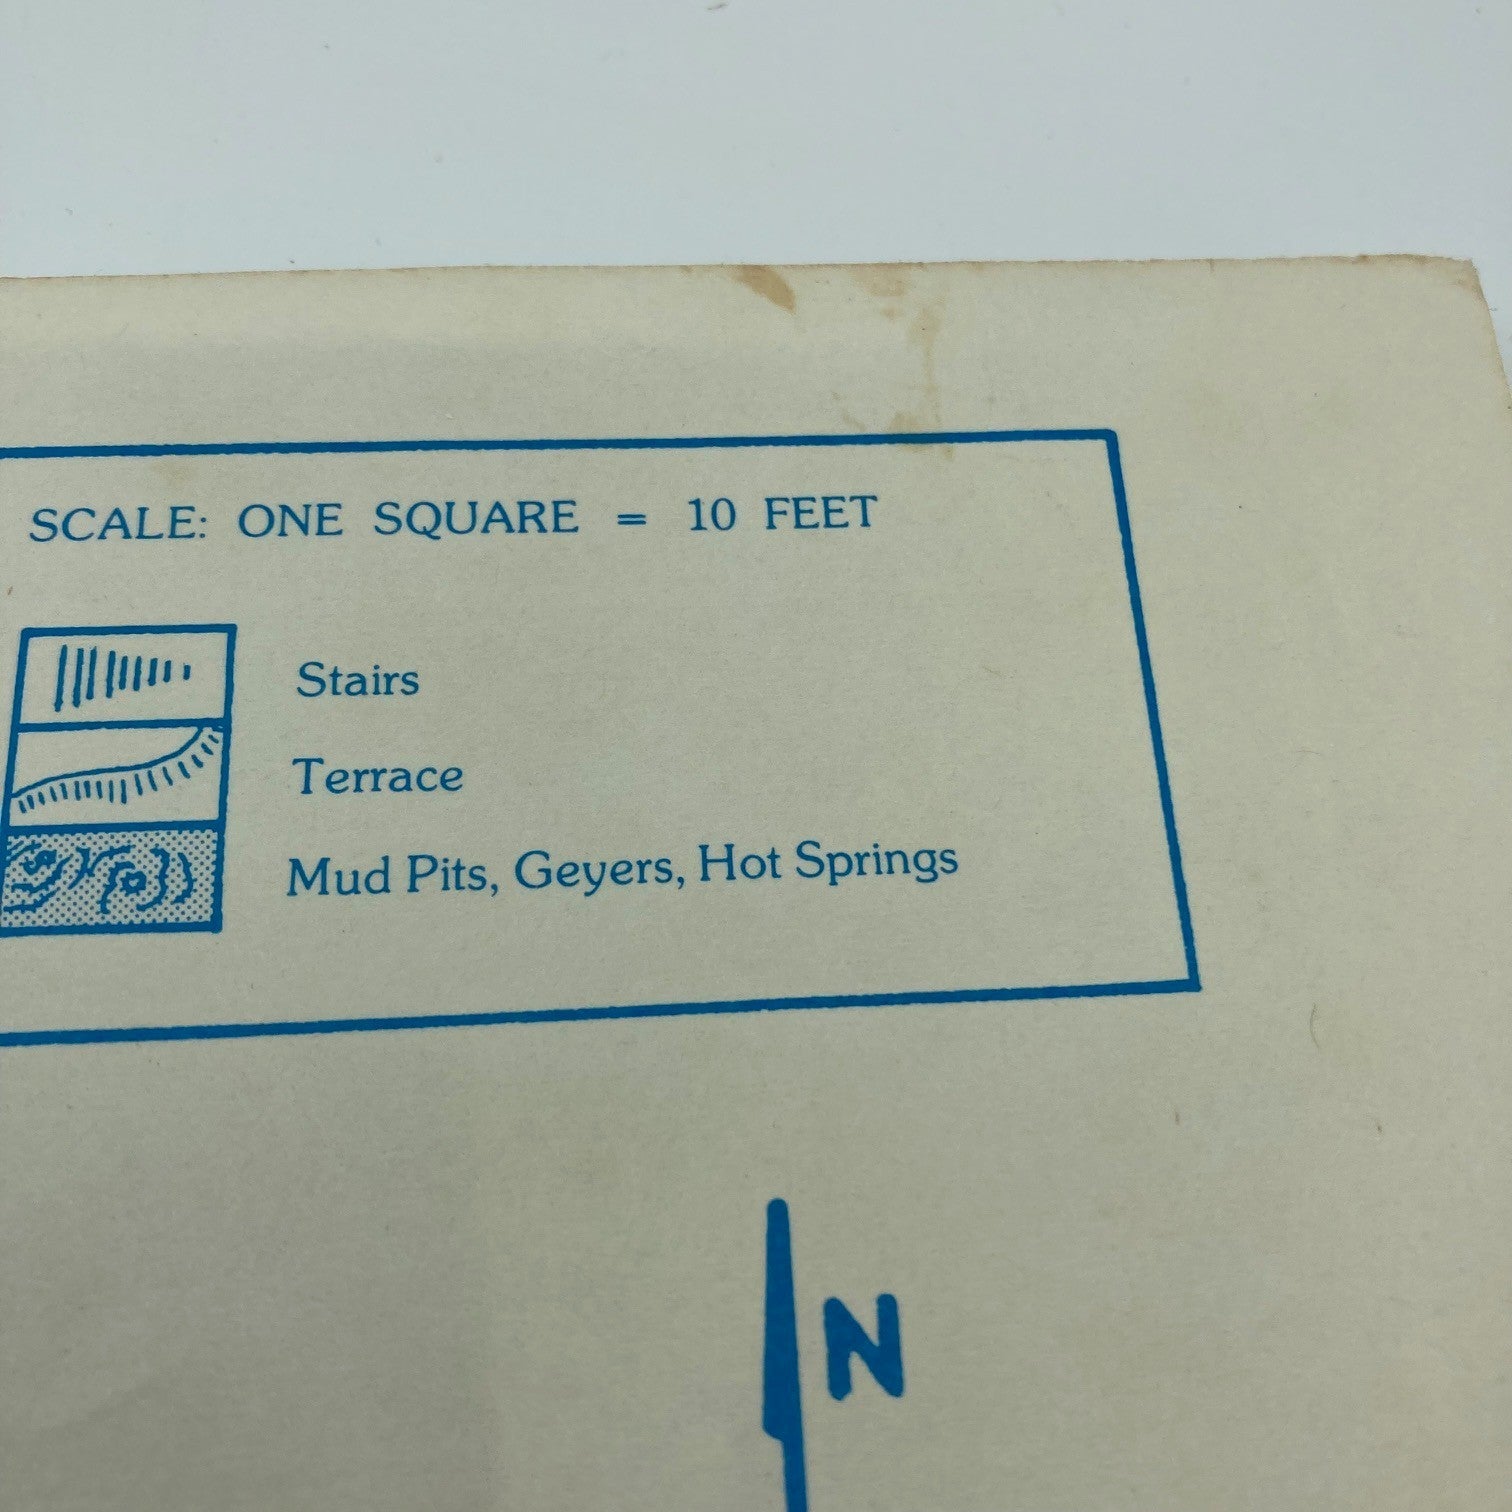 SCALE: ONE SQUARE = 10 FEET
Stairs
Terrace
Mud Pits, Geyers, Hot Springs
N